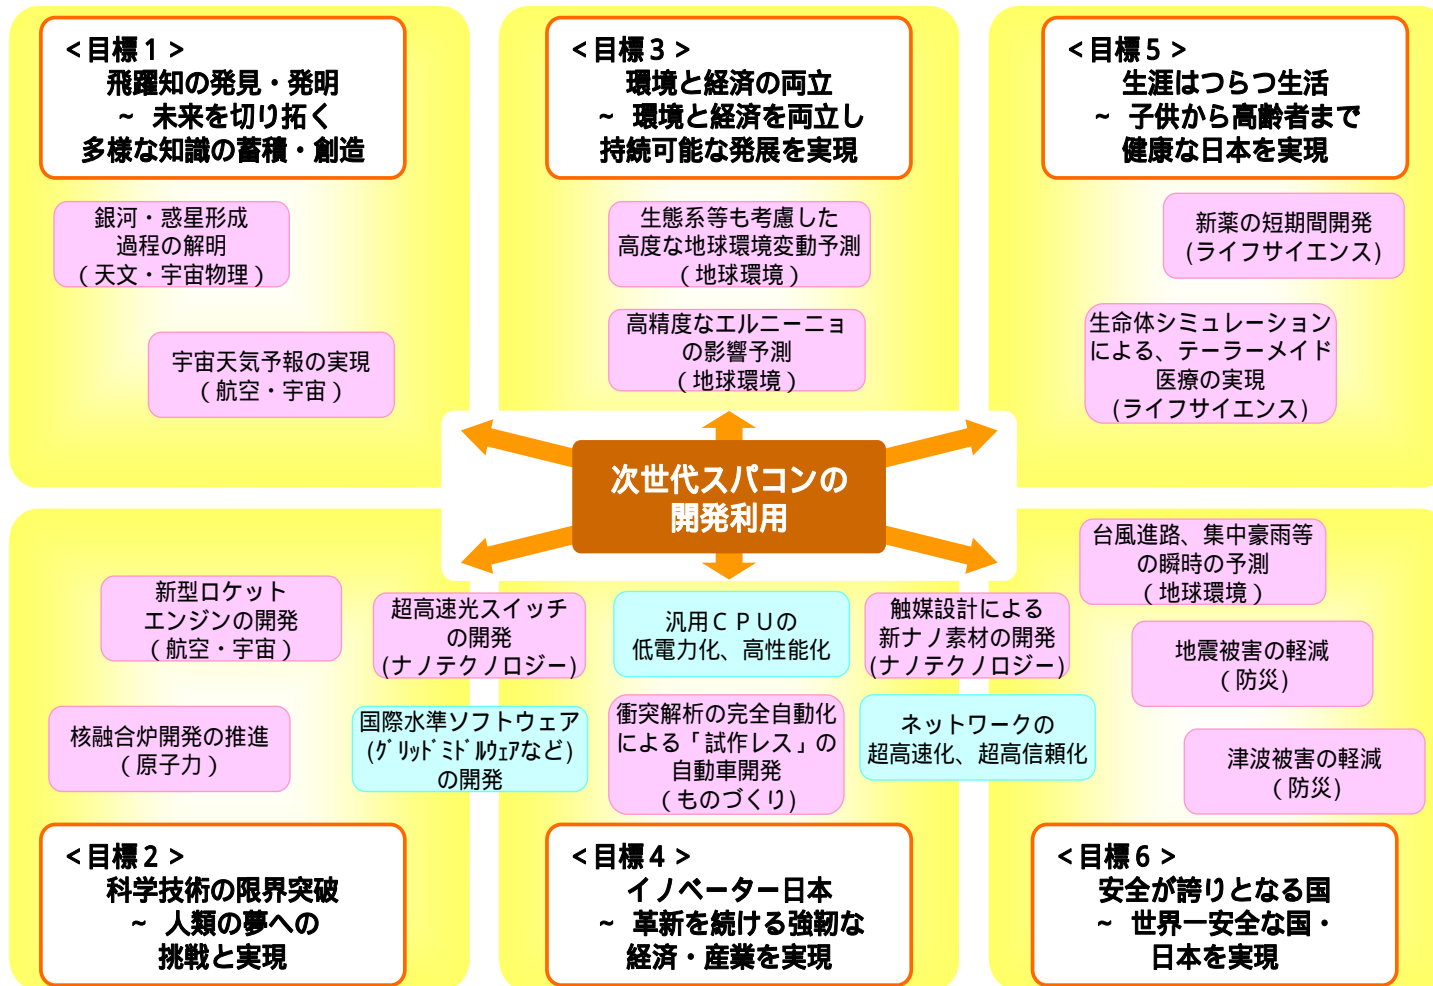 ＜目標１＞
飛躍知の発見・発明
～ 未来を切り拓く
多様な知識の蓄積・創造
銀河・惑星形成
過程の解明
（天文・宇宙物理）
宇宙天気予報の実現
（航空・宇宙）
＜目標３＞
環境と経済の両立
～ 環境と経済を両立し
持続可能な発展を実現
生態系等も考慮した
高度な地球環境変動予測
（地球環境）
高精度なエルニーニョ
の影響予測
（地球環境）
＜目標５＞
生涯はつらつ生活
～ 子供から高齢者まで
健康な日本を実現
新薬の短期間開発
(ライフサイエンス)
生命体シミュレーション
による、テーラーメイド
医療の実現
(ライフサイエンス)
次世代スパコンの
開発利用
新型ロケット
エンジンの開発
（航空・宇宙）
核融合炉開発の推進
（原子力）
超高速光スイッチ
の開発
(ナノテクノロジー)
国際水準ソフトウェア
(ｸﾞﾘｯﾄﾞﾐﾄﾞﾙｳｪｱなど)
の開発
＜目標２＞
科学技術の限界突破
～ 人類の夢への
挑戦と実現
汎用ＣＰＵの
低電力化、高性能化
衝突解析の完全自動化
による「試作レス」の
自動車開発
（ものづくり)
触媒設計による
新ナノ素材の開発
(ナノテクノロジー)
ネットワークの
超高速化、超高信頼化
＜目標４＞
イノベーター日本
～ 革新を続ける強靭な
経済・産業を実現
台風進路、集中豪雨等
の瞬時の予測
（地球環境）
地震被害の軽減
（防災)
津波被害の軽減
（防災)
＜目標６＞
安全が誇りとなる国
～ 世界一安全な国・
日本を実現